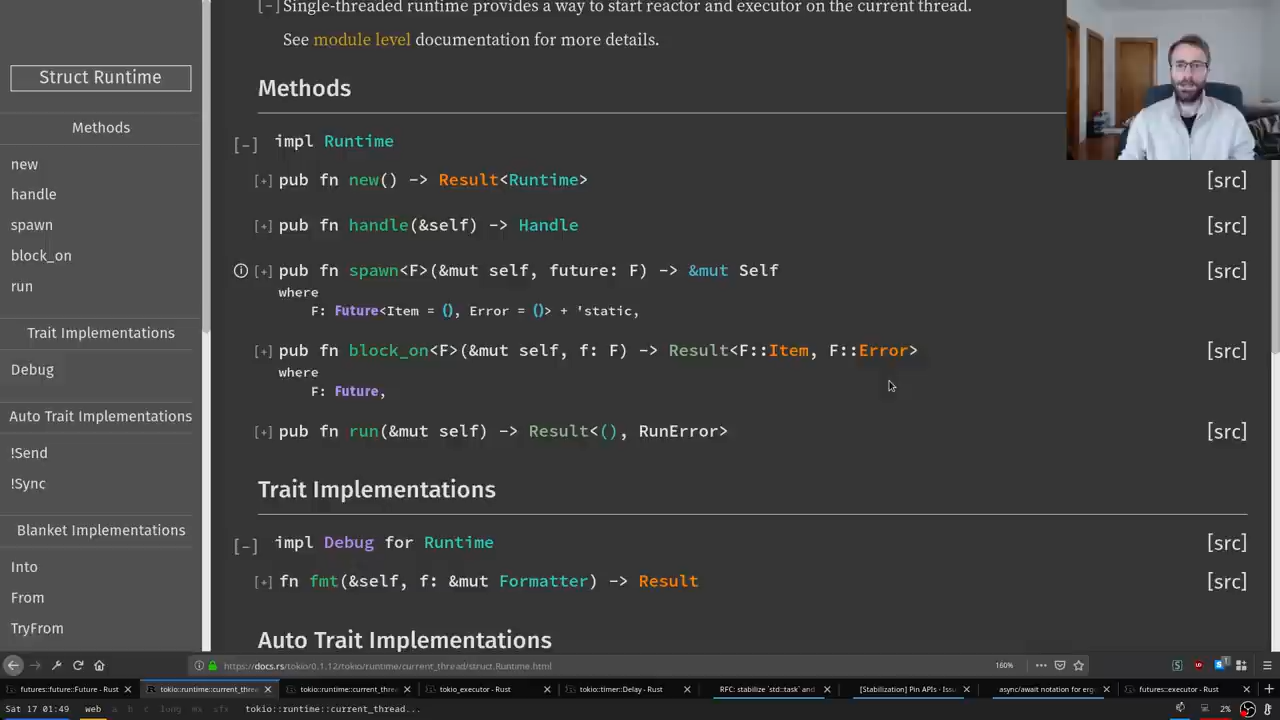 [-] Single-threaded runtime provides a way to start reactor and executor on the current thread.
See module level documentation for more details.
Struct Runtime
Methods
new
handle
spawn
block_on
run
Trait Implementations
Debug
Auto Trait Implementations
!Send
!Sync
Blanket Implementations
Into
From
TryFrom
Methods
[-] impl Runtime
[+] pub fn new() -> Result<Runtime> [src]
[+] pub fn handle(&self) -> Handle [src]
[+] pub fn spawn<F>(&mut self, future: F) -> &mut Self [src]
where
F: Future<Item = (), Error = ()> + 'static,
[+] pub fn block_on<F>(&mut self, f: F) -> Result<F::Item, F::Error> [src]
where
F: Future,
[+] pub fn run(&mut self) -> Result<(), RunError> [src]
Trait Implementations
[-] impl Debug for Runtime [src]
[+] fn fmt(&self, f: &mut Formatter) -> Result [src]
Auto Trait Implementations
https://docs.rs/tokio/0.1.12/tokio/runtime/current_thread/struct.Runtime.html 160%
futures::future::Future - Rust tokio::runtime::current_thre tokio::runtime::current_thre tokio_executor - Rust tokio::timer::Delay - Rust RFC: stabilize `std::task` and [Stabilization] Pin APIs · Issu async/await notation for erg futures::executor - Rust
Sat 17 01:49 web a b c lung ms sfx tokio::runtime::current_thread... 2%